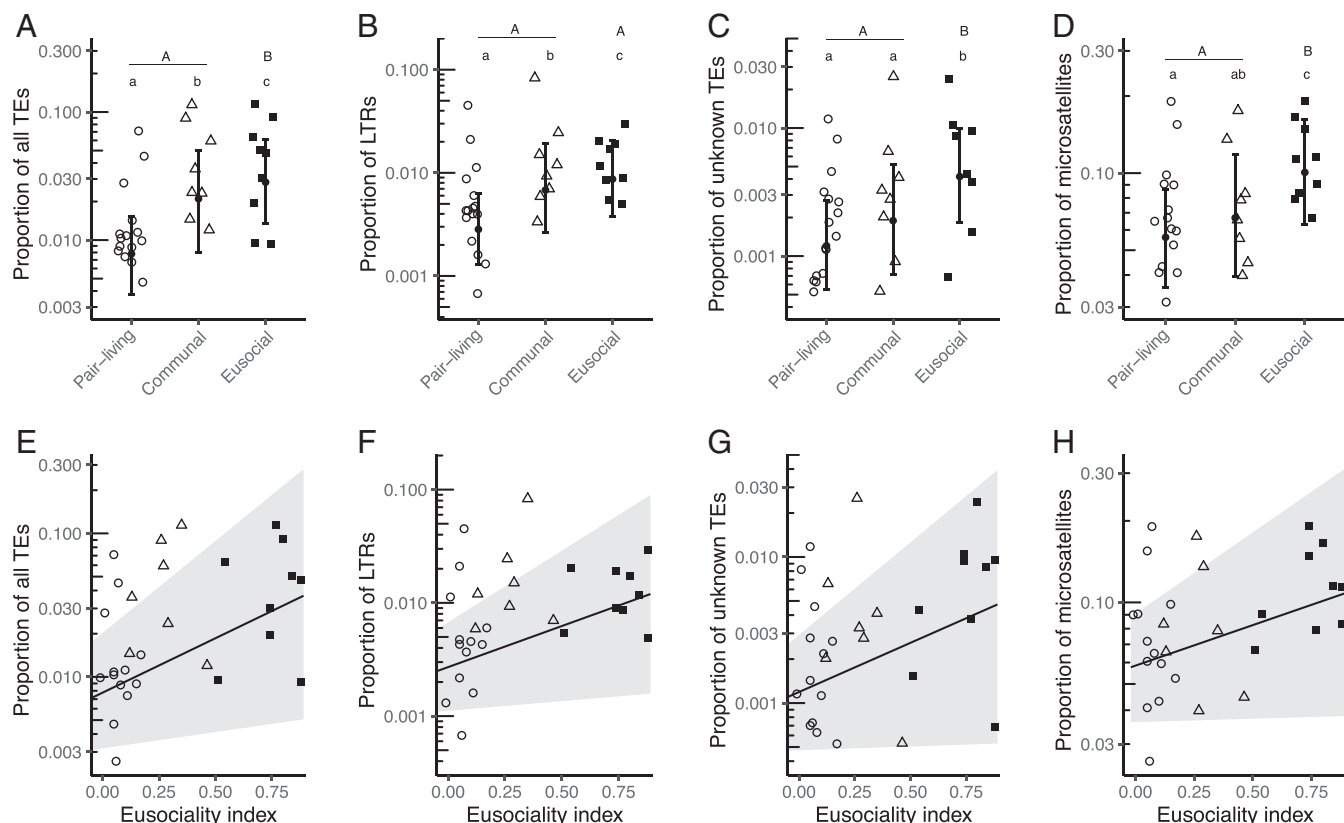 A
B
C
D
Proportion of all TEs
0.300
0.100
0.030
0.010
0.003
A
B
a
b
c
Pair–living
Communal
Eusocial
Proportion of LTRs
0.100
0.010
0.001
A
A
a
b
c
Pair–living
Communal
Eusocial
Proportion of unknown TEs
0.030
0.010
0.003
0.001
A
B
a
a
b
Pair–living
Communal
Eusocial
Proportion of microsatellites
0.30
0.10
0.03
A
B
a
ab
c
Pair–living
Communal
Eusocial
E
F
G
H
Proportion of all TEs
0.300
0.100
0.030
0.010
0.003
0.00 0.25 0.50 0.75
Eusociality index
Proportion of LTRs
0.100
0.010
0.001
0.00 0.25 0.50 0.75
Eusociality index
Proportion of unknown TEs
0.030
0.010
0.003
0.001
0.00 0.25 0.50 0.75
Eusociality index
Proportion of microsatellites
0.30
0.10
0.03
0.00 0.25 0.50 0.75
Eusociality index